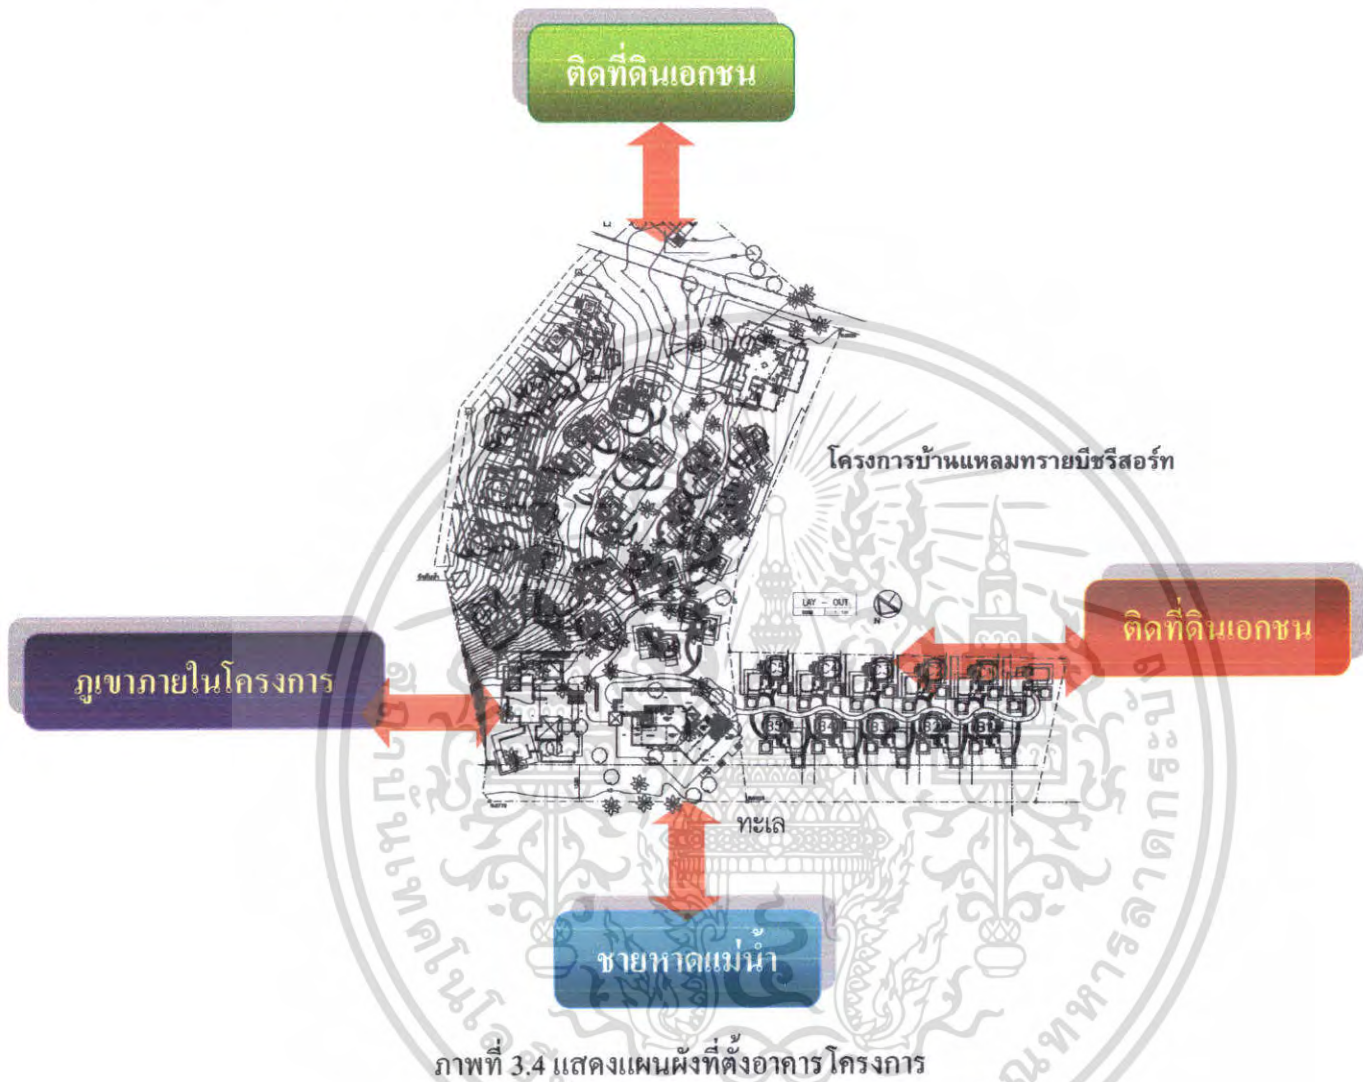 ติดที่ดินเอกชน
โครงการบ้านแหลมทรายบีชรีสอร์ท
LAY - OUT
N
ติดที่ดินเอกชน
ภูเขาภายในโครงการ
ทะเล
ชายหาดแม่น้ำ
ภาพที่ 3.4 แสดงแผนผังที่ตั้งอาคารโครงการ